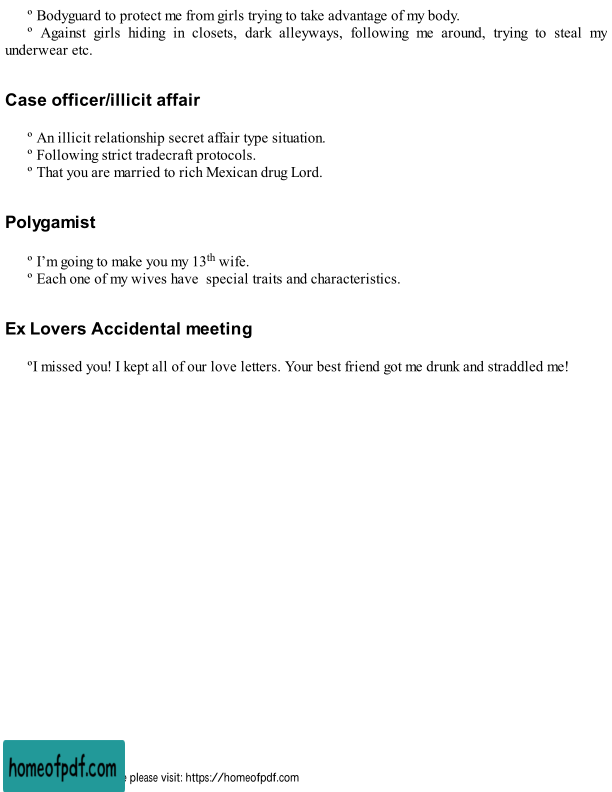 º Bodyguard to protect me from girls trying to take advantage of my body.
º Against girls hiding in closets, dark alleyways, following me around, trying to steal my
underwear etc.
Case officer/illicit affair
º An illicit relationship secret affair type situation.
º Following strict tradecraft protocols.
º That you are married to rich Mexican drug Lord.
Polygamist
º I’m going to make you my 13th wife.
º Each one of my wives have  special traits and characteristics.
Ex Lovers Accidental meeting
ºI missed you! I kept all of our love letters. Your best friend got me drunk and straddled me!
homeofpdf.com please visit: https://homeofpdf.com